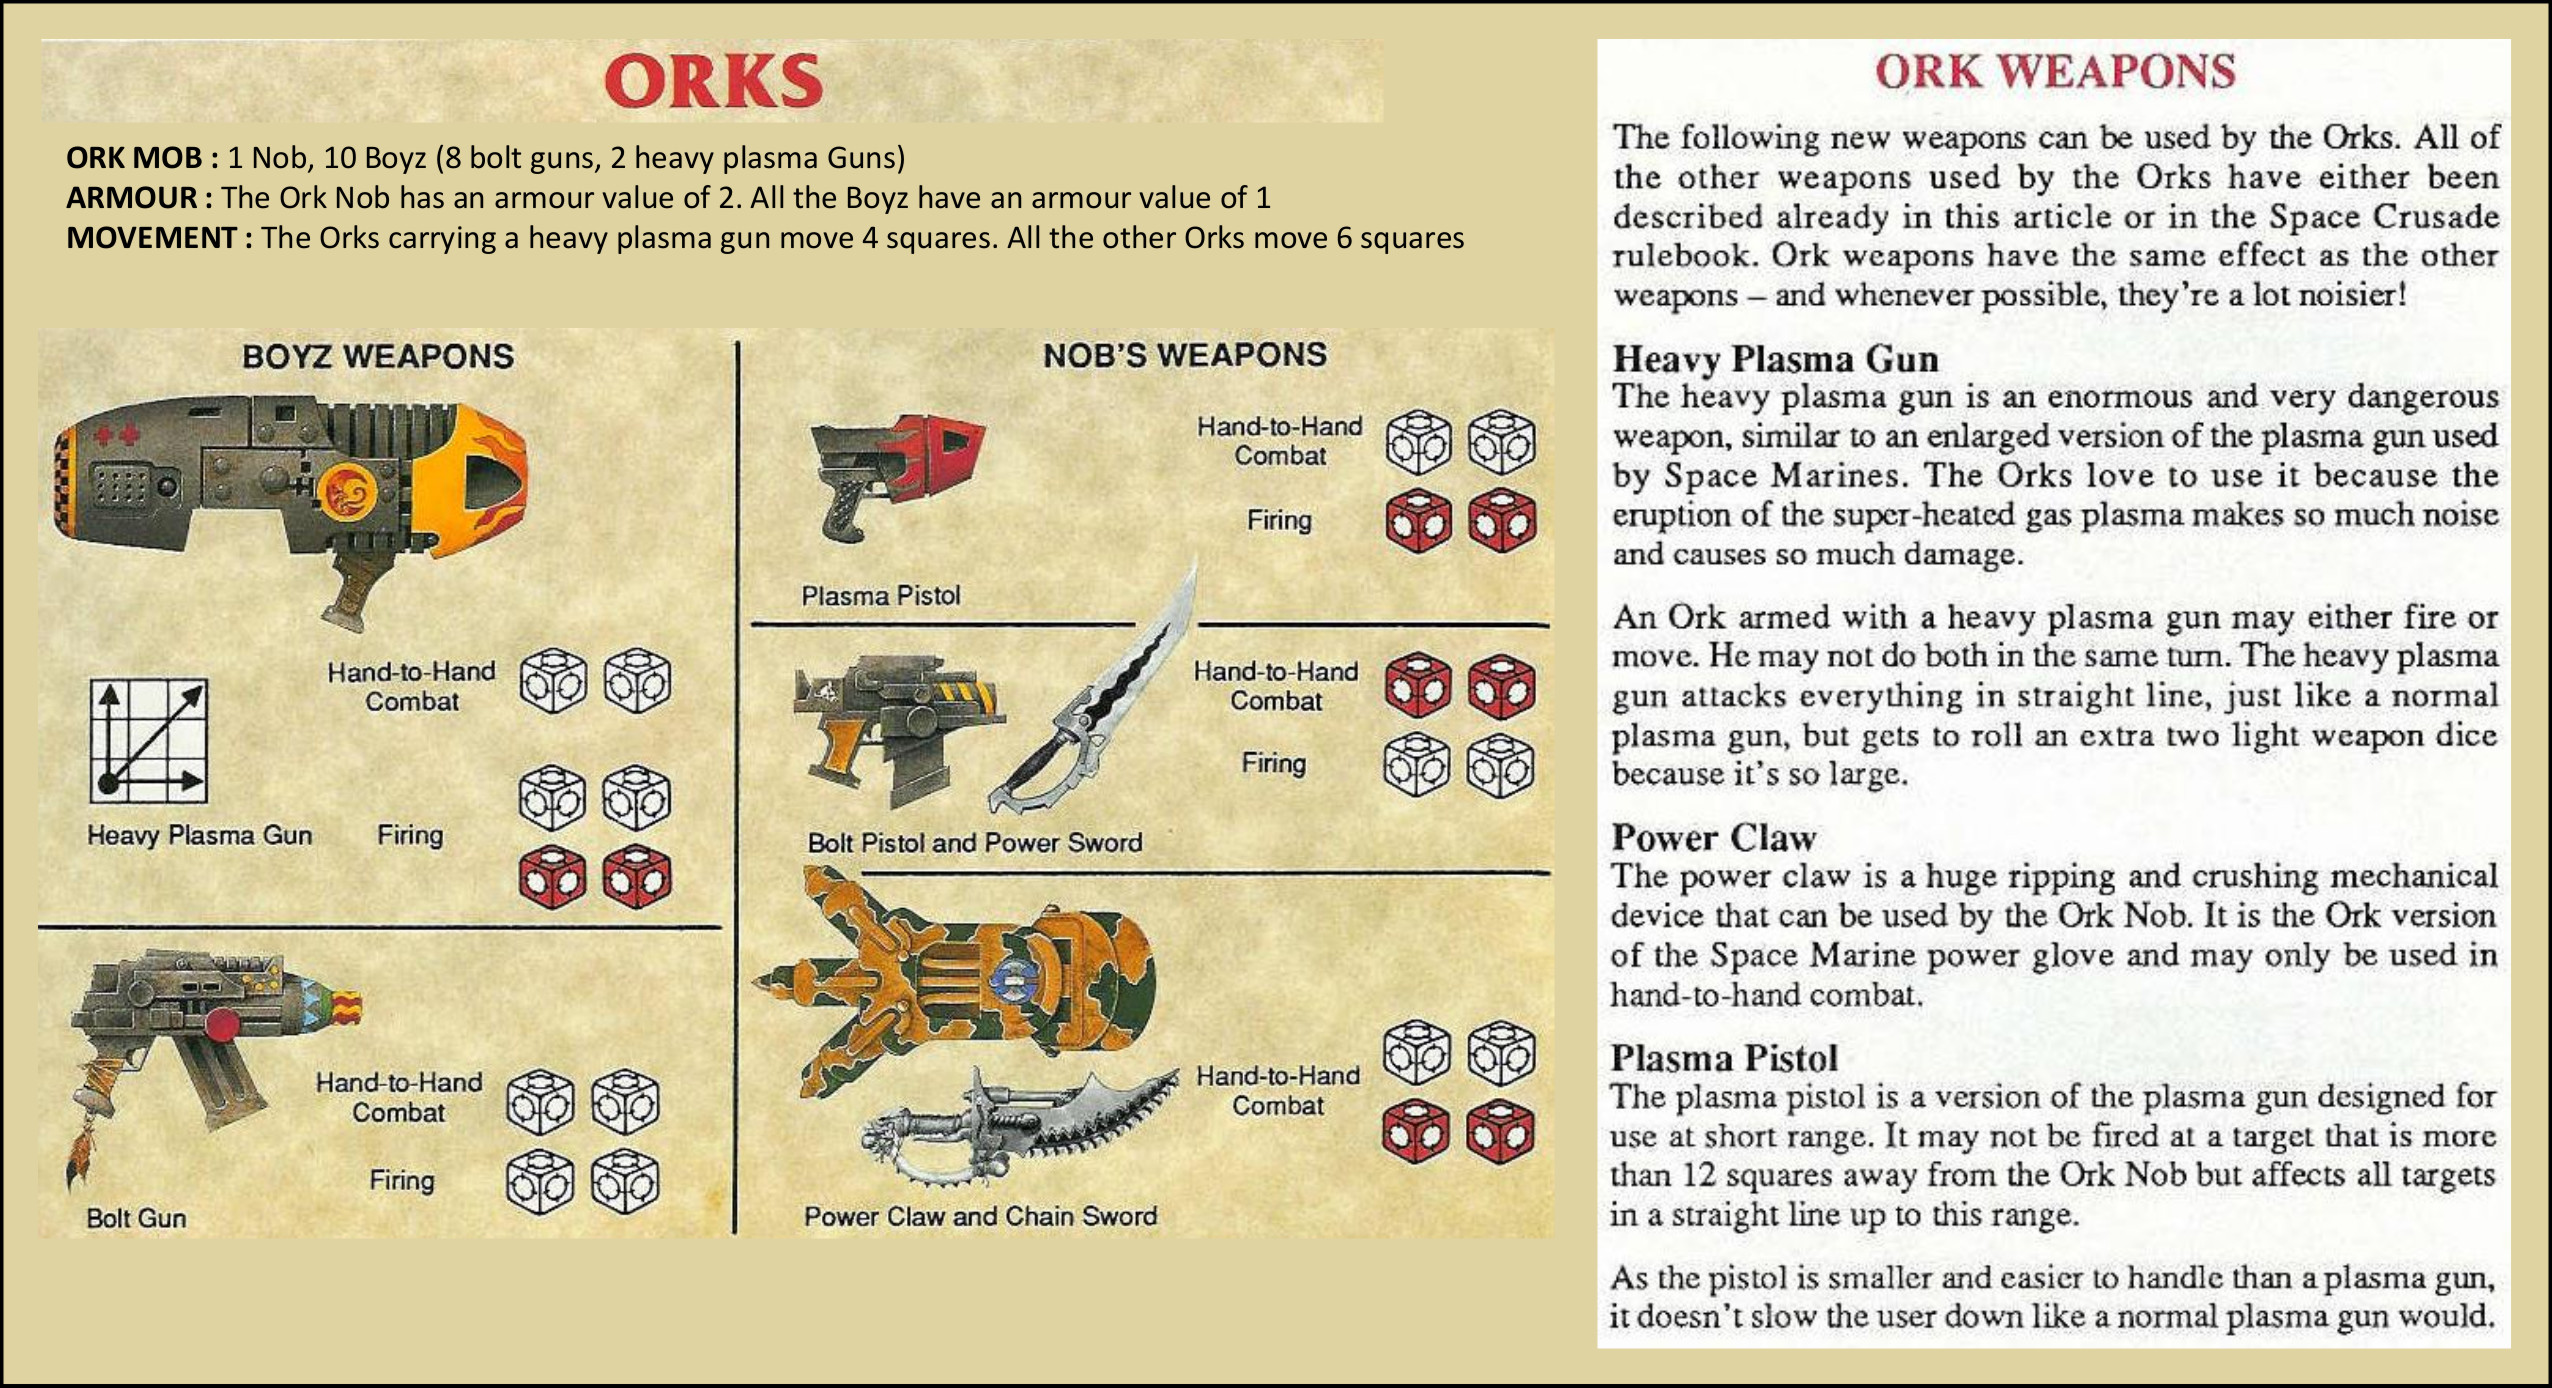 ORKS
ORK MOB : 1 Nob, 10 Boyz (8 bolt guns, 2 heavy plasma Guns)
ARMOUR : The Ork Nob has an armour value of 2. All the Boyz have an armour value of 1
MOVEMENT : The Orks carrying a heavy plasma gun move 4 squares. All the other Orks move 6 squares
BOYZ WEAPONS
Hand-to-Hand
Combat
Heavy Plasma Gun
Firing
Hand-to-Hand
Combat
Firing
Bolt Gun
NOB'S WEAPONS
Hand-to-Hand
Combat
Firing
Plasma Pistol
Hand-to-Hand
Combat
Firing
Bolt Pistol and Power Sword
Hand-to-Hand
Combat
Power Claw and Chain Sword
ORK WEAPONS
The following new weapons can be used by the Orks. All of
the other weapons used by the Orks have either been
described already in this article or in the Space Crusade
rulebook. Ork weapons have the same effect as the other
weapons – and whenever possible, they're a lot noisier!
Heavy Plasma Gun
The heavy plasma gun is an enormous and very dangerous
weapon, similar to an enlarged version of the plasma gun used
by Space Marines. The Orks love to use it because the
eruption of the super-heated gas plasma makes so much noise
and causes so much damage.
An Ork armed with a heavy plasma gun may either fire or
move. He may not do both in the same turn. The heavy plasma
gun attacks everything in straight line, just like a normal
plasma gun, but gets to roll an extra two light weapon dice
because it's so large.
Power Claw
The power claw is a huge ripping and crushing mechanical
device that can be used by the Ork Nob. It is the Ork version
of the Space Marine power glove and may only be used in
hand-to-hand combat.
Plasma Pistol
The plasma pistol is a version of the plasma gun designed for
use at short range. It may not be fired at a target that is more
than 12 squares away from the Ork Nob but affects all targets
in a straight line up to this range.
As the pistol is smaller and easier to handle than a plasma gun,
it doesn't slow the user down like a normal plasma gun would.